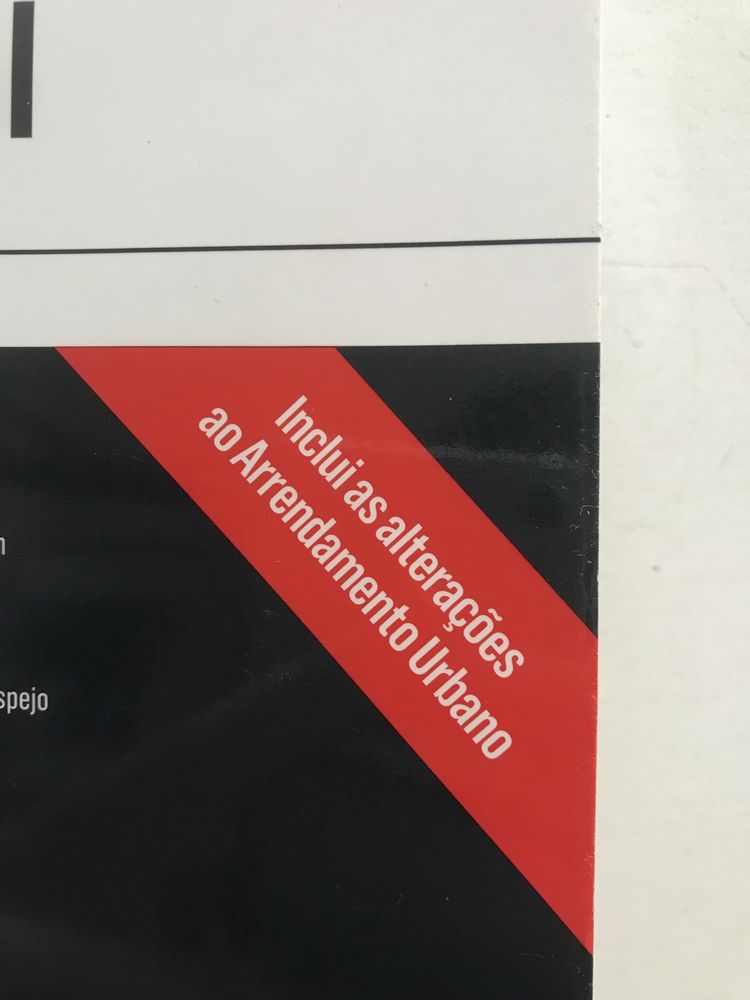 Inclui as alterações
ao Arrendamento Urbano
spejo